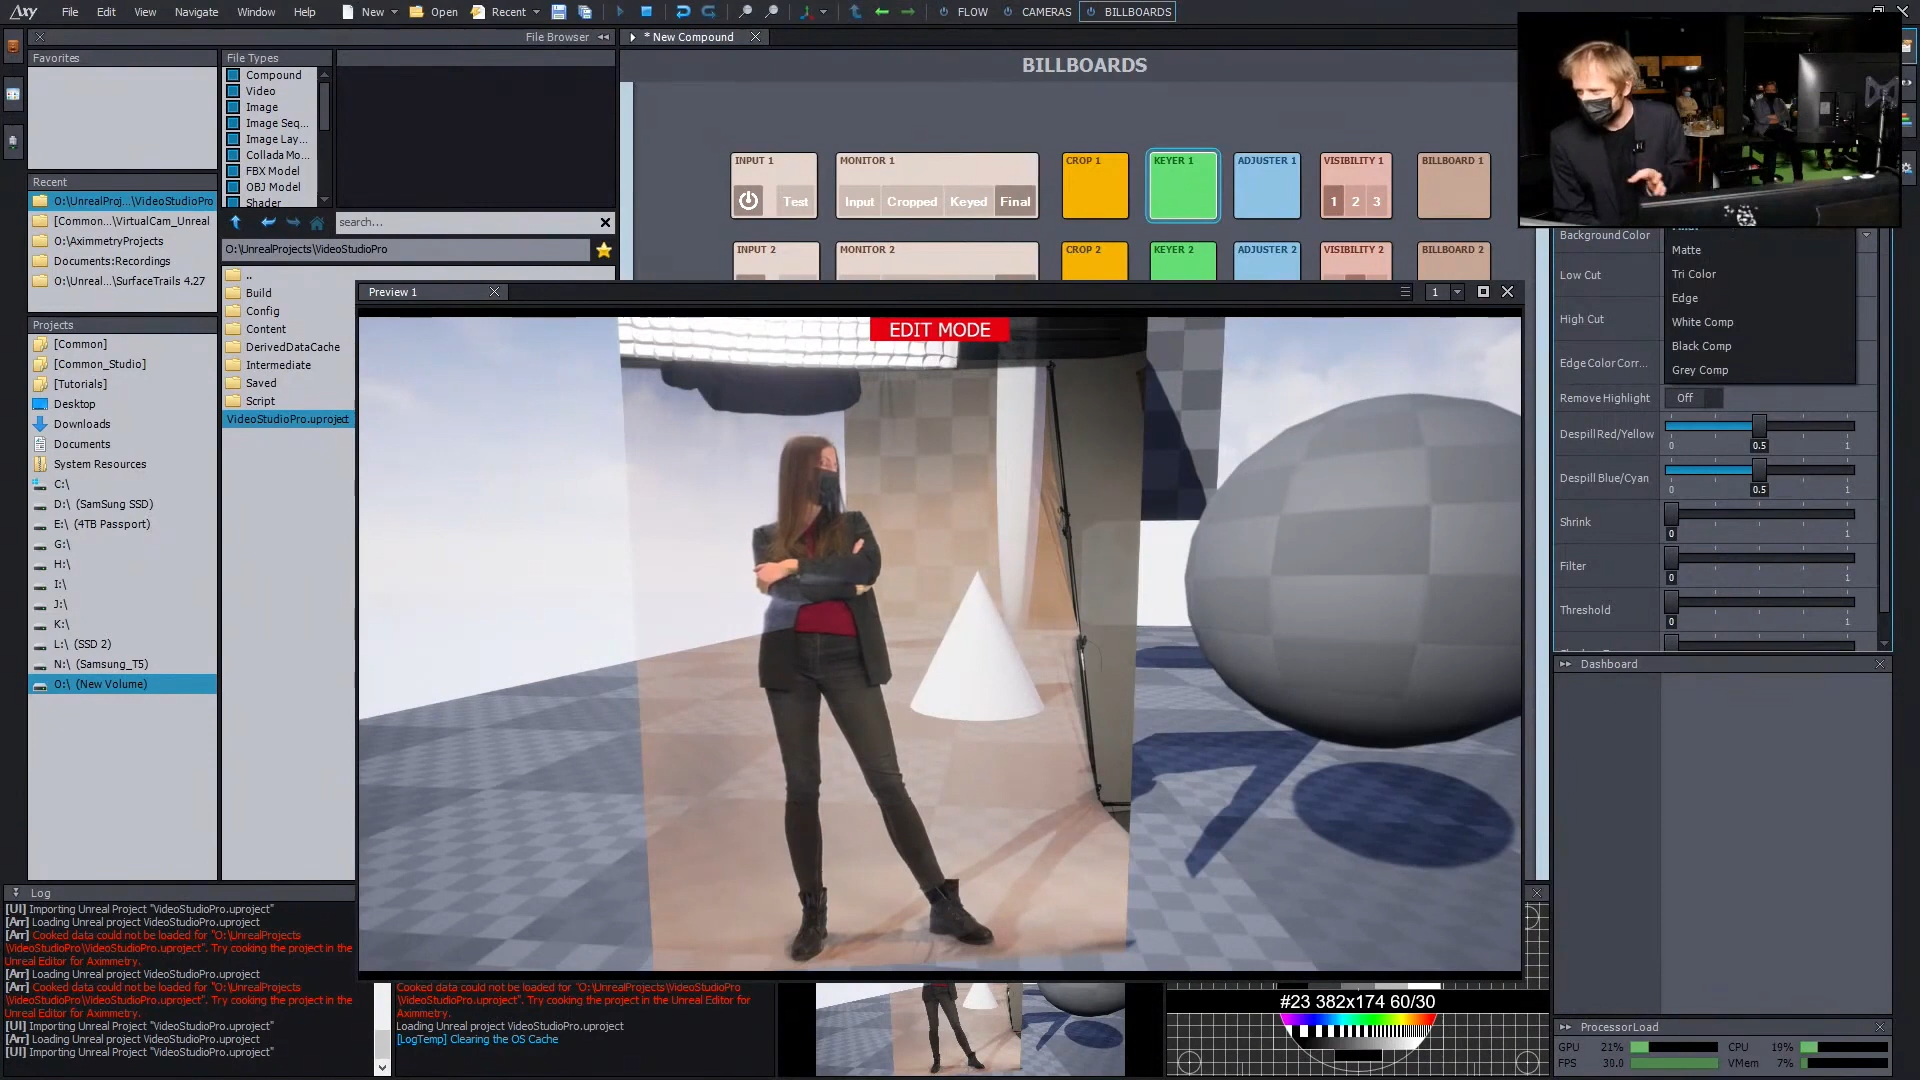 Axy File Edit View Navigate Window Help New Open Recent FLOW CAMERAS BILLBOARDS
File Browser
* New Compound
Favorites
File Types
Compound
Video
Image
Image Seq...
Image Lay...
Collada Mo...
FBX Model
OBJ Model
Shader
Recent
O:\UnrealProj...\VideoStudioPro
[Common...\VirtualCam_Unreal
O:\AximmetryProjects
Documents:Recordings
O:\Unreal...\SurfaceTrails 4.27
search...
O:\UnrealProjects\VideoStudioPro
..
Build
Config
Content
DerivedDataCache
Intermediate
Saved
Script
VideoStudioPro.uproject
Projects
[Common]
[Common_Studio]
[Tutorials]
Desktop
Downloads
Documents
System Resources
C:\
D:\ (SamSung SSD)
E:\ (4TB Passport)
G:\
H:\
I:\
J:\
K:\
L:\ (SSD 2)
N:\ (Samsung_T5)
O:\ (New Volume)
BILLBOARDS
INPUT 1
Test
MONITOR 1
Input Cropped Keyed Final
CROP 1
KEYER 1
ADJUSTER 1
VISIBILITY 1
1 2 3
BILLBOARD 1
INPUT 2
MONITOR 2
CROP 2
KEYER 2
ADJUSTER 2
VISIBILITY 2
BILLBOARD 2
Preview 1
1
EDIT MODE
Background Color
Low Cut
High Cut
Edge Color Corr...
Matte
Tri Color
Edge
White Comp
Black Comp
Grey Comp
Remove Highlight Off
Despill Red/Yellow
0 0.5 1
Despill Blue/Cyan
0 0.5 1
Shrink
0 1
Filter
0 1
Threshold
0 1
Dashboard
Log
[UI] Importing Unreal Project "VideoStudioPro.uproject"
[Arr] Loading Unreal project VideoStudioPro.uproject
[Arr] Cooked data could not be loaded for "O:\UnrealProjects
\VideoStudioPro\VideoStudioPro.uproject". Try cooking the project in the
Unreal Editor for Aximmetry.
[Arr] Loading Unreal project VideoStudioPro.uproject
[Arr] Cooked data could not be loaded for "O:\UnrealProjects
\VideoStudioPro\VideoStudioPro.uproject". Try cooking the project in the
Unreal Editor for Aximmetry.
[UI] Importing Unreal Project "VideoStudioPro.uproject"
[Arr] Loading Unreal project VideoStudioPro.uproject
[UI] Importing Unreal Project "VideoStudioPro.uproject"
Cooked data could not be loaded for "O:\UnrealProjects
\VideoStudioPro\VideoStudioPro.uproject". Try cooking the project in the Unreal Editor for
Aximmetry.
Loading Unreal project VideoStudioPro.uproject
[LogTemp] Clearing the OS Cache
#23 382x174 60/30
ProcessorLoad
GPU 21% CPU 19%
FPS 30.0 VMem 7%